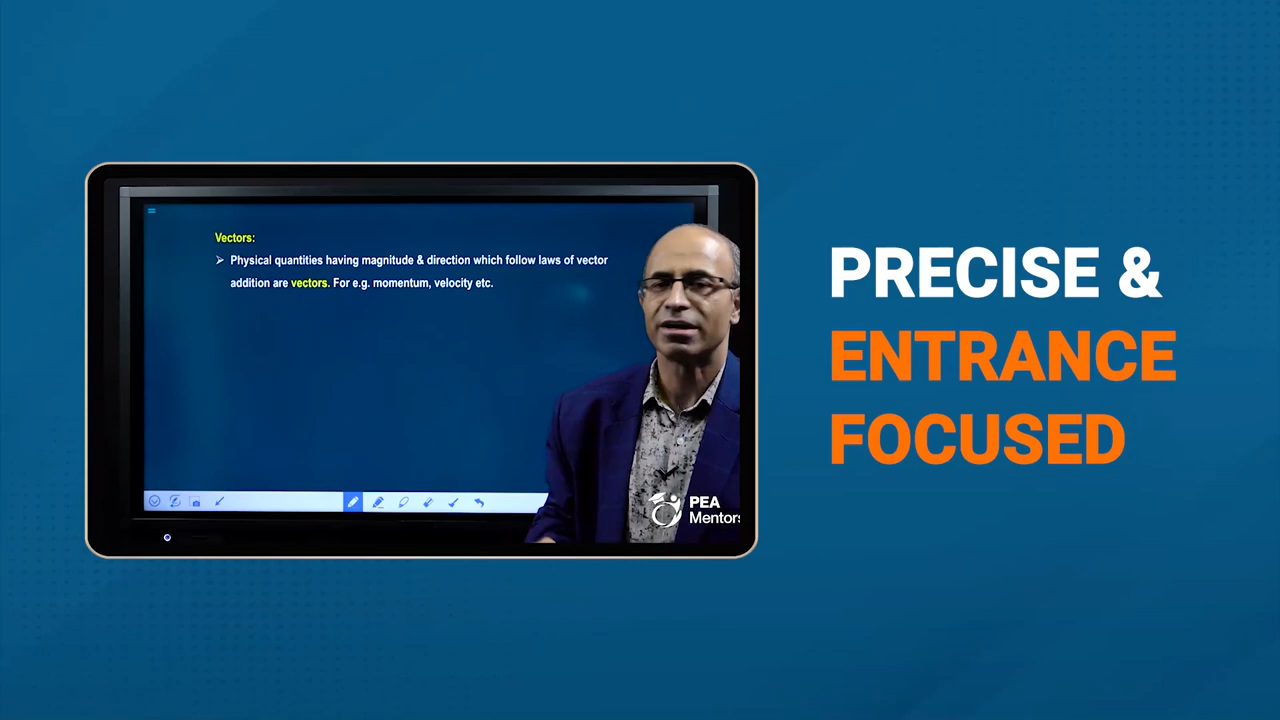 Vectors:
➢ Physical quantities having magnitude & direction which follow laws of vector
addition are vectors. For e.g. momentum, velocity etc.
PEA
Mentors
PRECISE &
ENTRANCE
FOCUSED